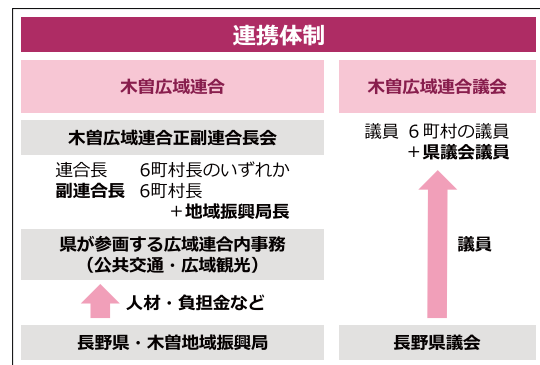 連携体制
木曽広域連合
木曽広域連合正副連合長会
連合長 6町村長のいずれか
副連合長 6町村長
＋地域振興局長
県が参画する広域連合内事務
（公共交通・広域観光）
人材・負担金など
長野県・木曽地域振興局
木曽広域連合議会
議員 6町村の議員
＋県議会議員
議員
長野県議会